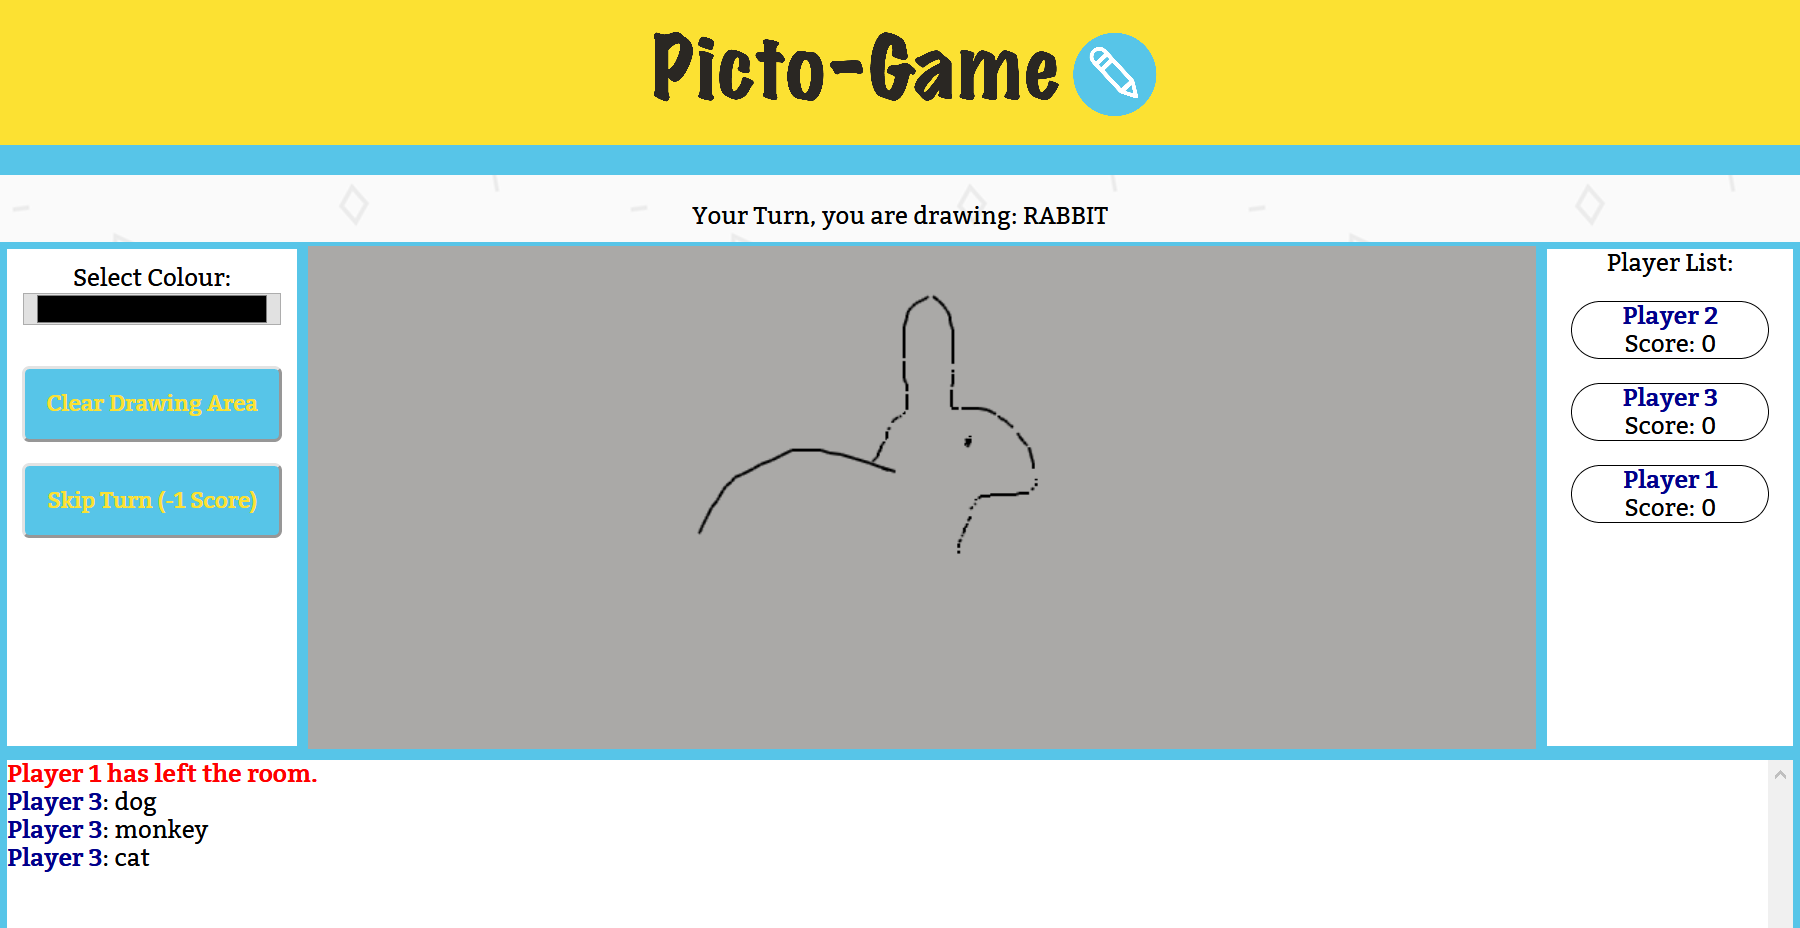 Picto-Game
Your Turn, you are drawing: RABBIT
Select Colour:
Clear Drawing Area
Skip Turn (-1 Score)
Player List:
Player 2
Score: 0
Player 3
Score: 0
Player 1
Score: 0
Player 1 has left the room.
Player 3: dog
Player 3: monkey
Player 3: cat